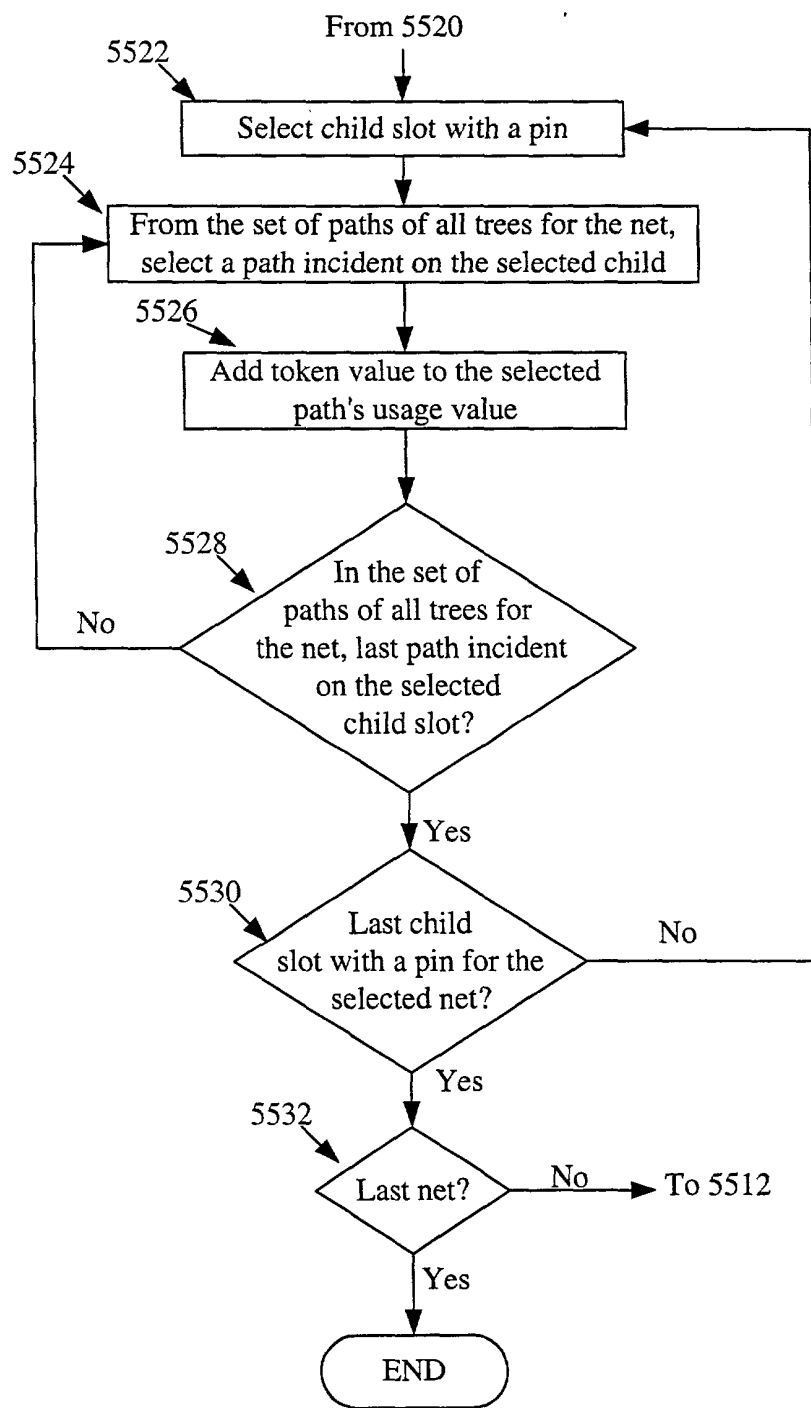 From 5520
5522
Select child slot with a pin
5524
From the set of paths of all trees for the net,
select a path incident on the selected child
5526
Add token value to the selected
path's usage value
5528
In the set of
paths of all trees for
the net, last path incident
on the selected
child slot?
No
Yes
5530
Last child
slot with a pin for the
selected net?
No
Yes
5532
Last net?
No
To 5512
Yes
END